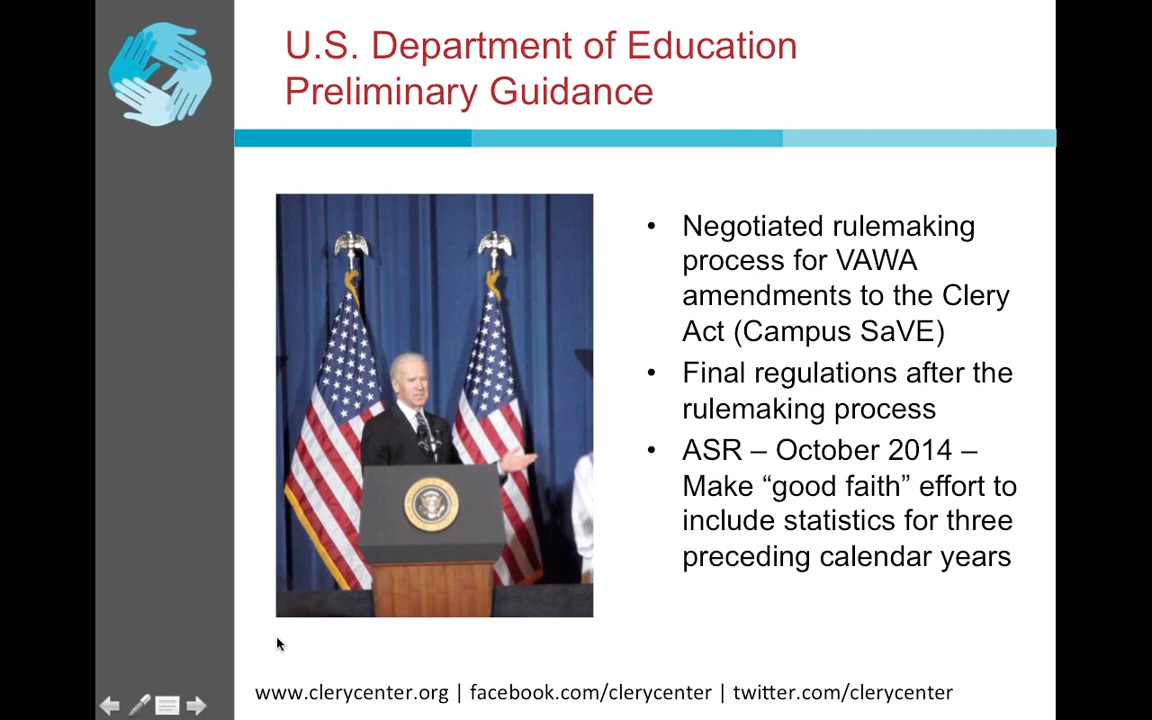 U.S. Department of Education
Preliminary Guidance
• Negotiated rulemaking
process for VAWA
amendments to the Clery
Act (Campus SaVE)
• Final regulations after the
rulemaking process
• ASR – October 2014 –
Make “good faith” effort to
include statistics for three
preceding calendar years
www.clerycenter.org | facebook.com/clerycenter | twitter.com/clerycenter